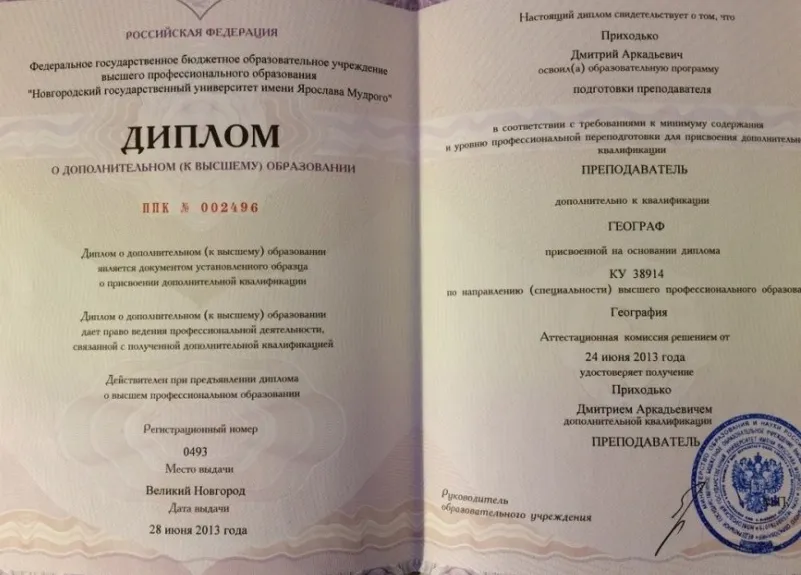 РОССИЙСКАЯ ФЕДЕРАЦИЯ
Федеральное государственное бюджетное образовательное учреждение
высшего профессионального образования
"Новгородский государственный университет имени Ярослава Мудрого"
ДИПЛОМ
О ДОПОЛНИТЕЛЬНОМ (К ВЫСШЕМУ) ОБРАЗОВАНИИ
ППК № 002496
Диплом о дополнительном (к высшему) образовании
является документом установленного образца
о присвоении дополнительной квалификации
Диплом о дополнительном (к высшему) образовании
дает право ведения профессиональной деятельности,
связанной с полученной дополнительной квалификацией
Действителен при предъявлении диплома
о высшем профессиональном образовании
Регистрационный номер
0493
Место выдачи
Великий Новгород
Дата выдачи
28 июня 2013 года
Настоящий диплом свидетельствует о том, что
Приходько
Дмитрий Аркадьевич
освоил(а) образовательную программу
подготовки преподавателя
в соответствии с требованиями к минимуму содержания
и уровню профессиональной переподготовки для присвоения дополнительн
квалификации
ПРЕПОДАВАТЕЛЬ
дополнительно к квалификации
ГЕОГРАФ
присвоенной на основании диплома
КУ 38914
по направлению (специальности) высшего профессионального образова
География
Аттестационная комиссия решением от
24 июня 2013 года
удостоверяет получение
Приходько
Дмитрием Аркадьевичем
дополнительной квалификации
ПРЕПОДАВАТЕЛЬ
Руководитель
образовательного учреждения